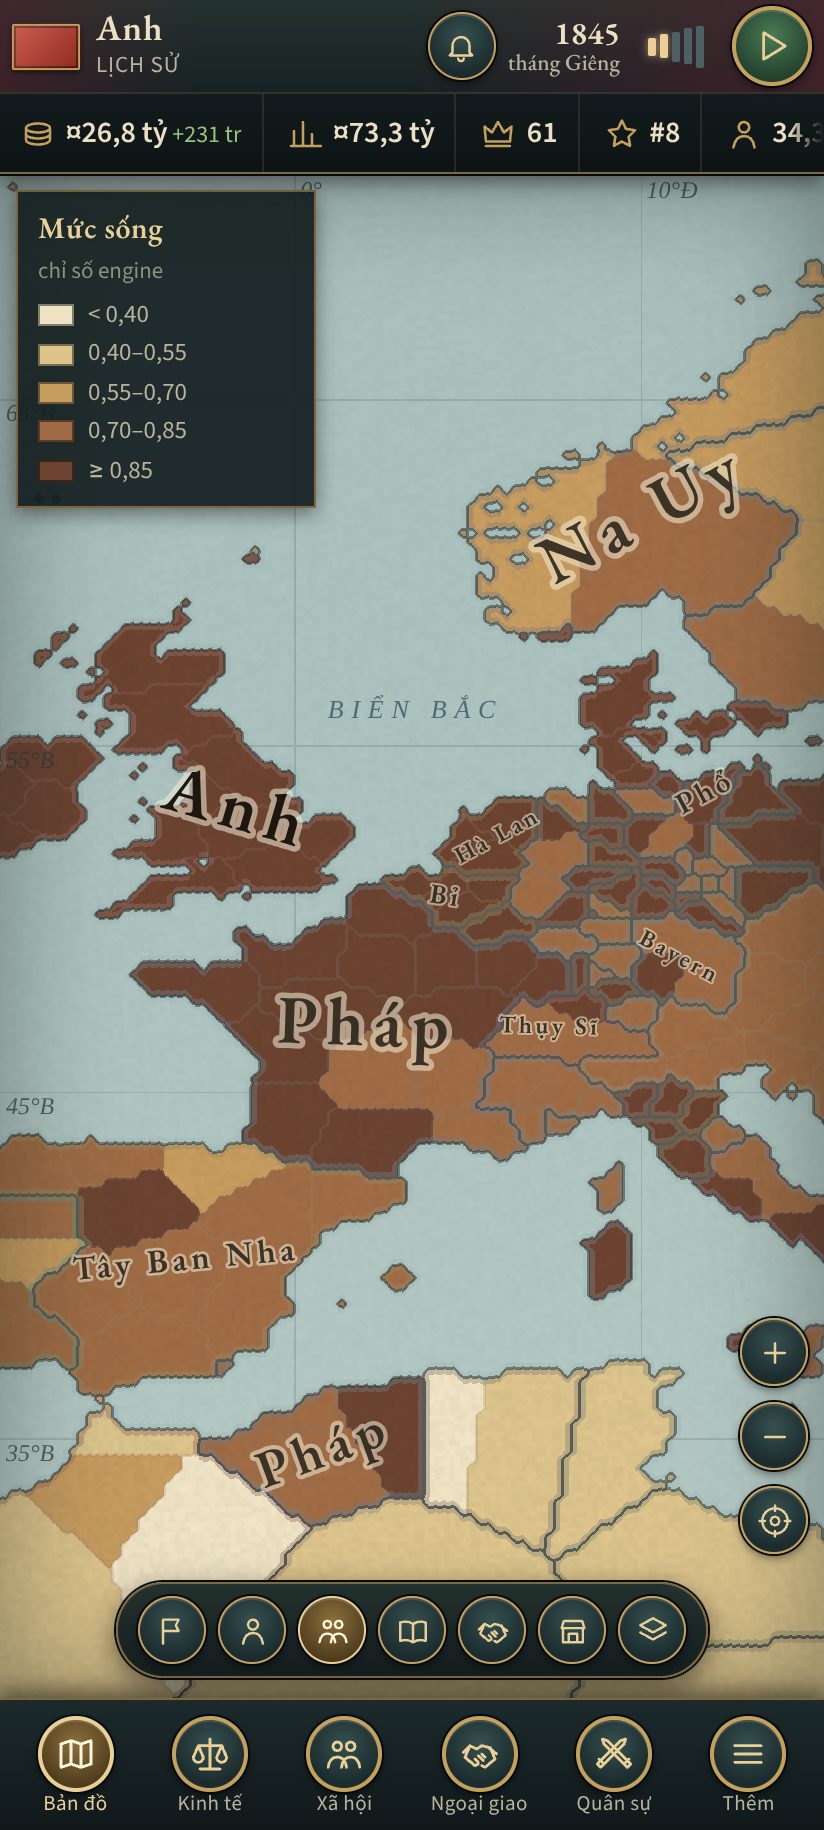 Anh
LỊCH SỬ
1845
tháng Giêng
¤26,8 tỷ +231 tr
¤73,3 tỷ
61
#8
34,3
0°
10°Đ
Mức sống
chỉ số engine
< 0,40
0,40–0,55
0,55–0,70
0,70–0,85
≥ 0,85
65°B
Na Uy
BIỂN BẮC
55°B
Anh
Phổ
Hà Lan
Bỉ
Bayern
Pháp
Thụy Sĩ
45°B
Tây Ban Nha
Pháp
35°B
Bản đồ
Kinh tế
Xã hội
Ngoại giao
Quân sự
Thêm